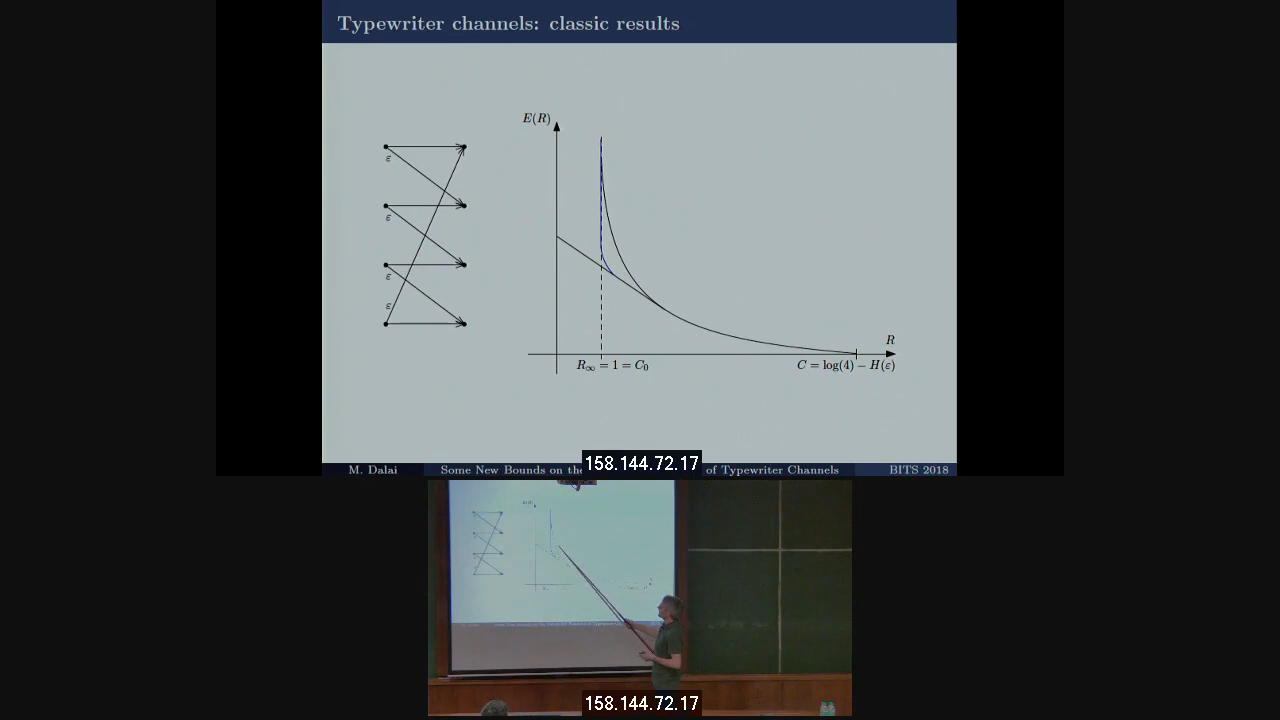 Typewriter channels: classic results
E(R)
ε
ε
ε
ε
R
R∞ = 1 = C₀
C = log(4) − H(ε)
158.144.72.17
M. Dalai
Some New Bounds on the
of Typewriter Channels
BITS 2018
158.144.72.17